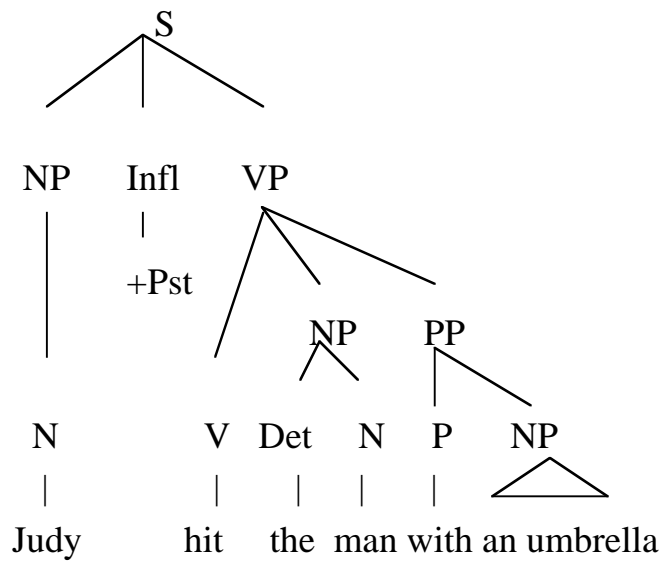 S
NP Infl VP
+Pst
NP PP
N V Det N P NP
Judy hit the man with an umbrella